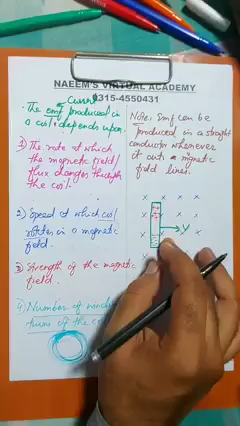 NAEEM'S VIRTUAL ACADEMY
0315-4550431
Current
. The emf produced in
a coil depends upon.
1) The rate at which
the magnetic field/
flux changes through
the coil.
2) Speed at which coil
rotates in a magnetic
field.
3) Strength of the magnetic
field.
4) Number of
turns of the
Note: Emf can be
produced in a straight
conductor whenever
it cuts a magnetic
field lines.
x x x x
x x x
x V x
x